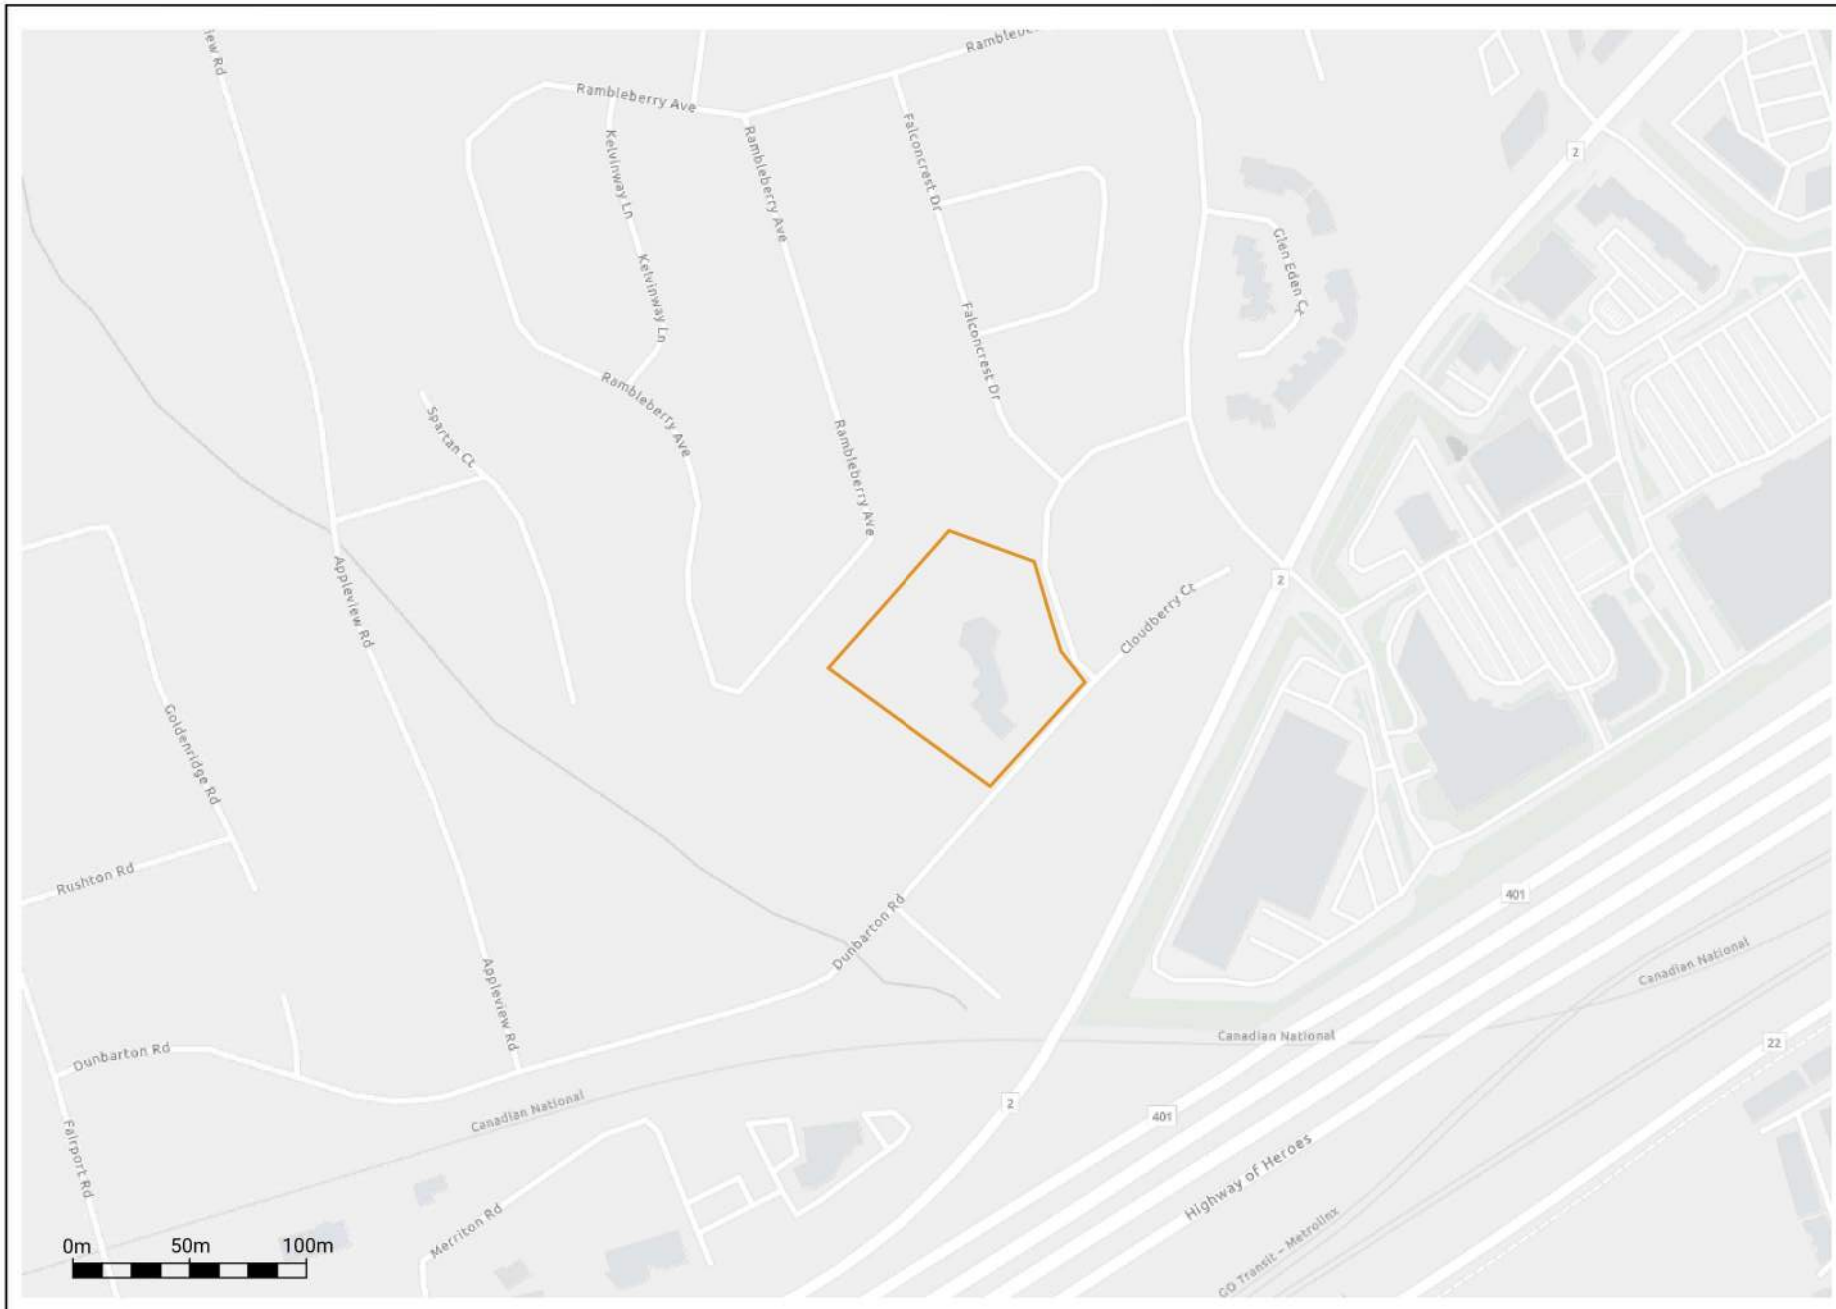 Rambleberry Ave
Kelvinway Ln
Rambleberry Ave
Falconcrest Dr
2
Kelvinway Ln
Glen Eden Ct
Falconcrest Dr
Rambleberry Ave
Spartan Ct
Rambleberry Ave
Appleview Rd
2
Cloudberry Ct
Goldenridge Rd
Rushton Rd
401
Dunbarton Rd
Canadian National
Appleview Rd
Canadian National
22
Dunbarton Rd
Canadian National
2
401
Fairport Rd
Highway of Heroes
Merriton Rd
GO Transit - Metrolinx
0m 50m 100m